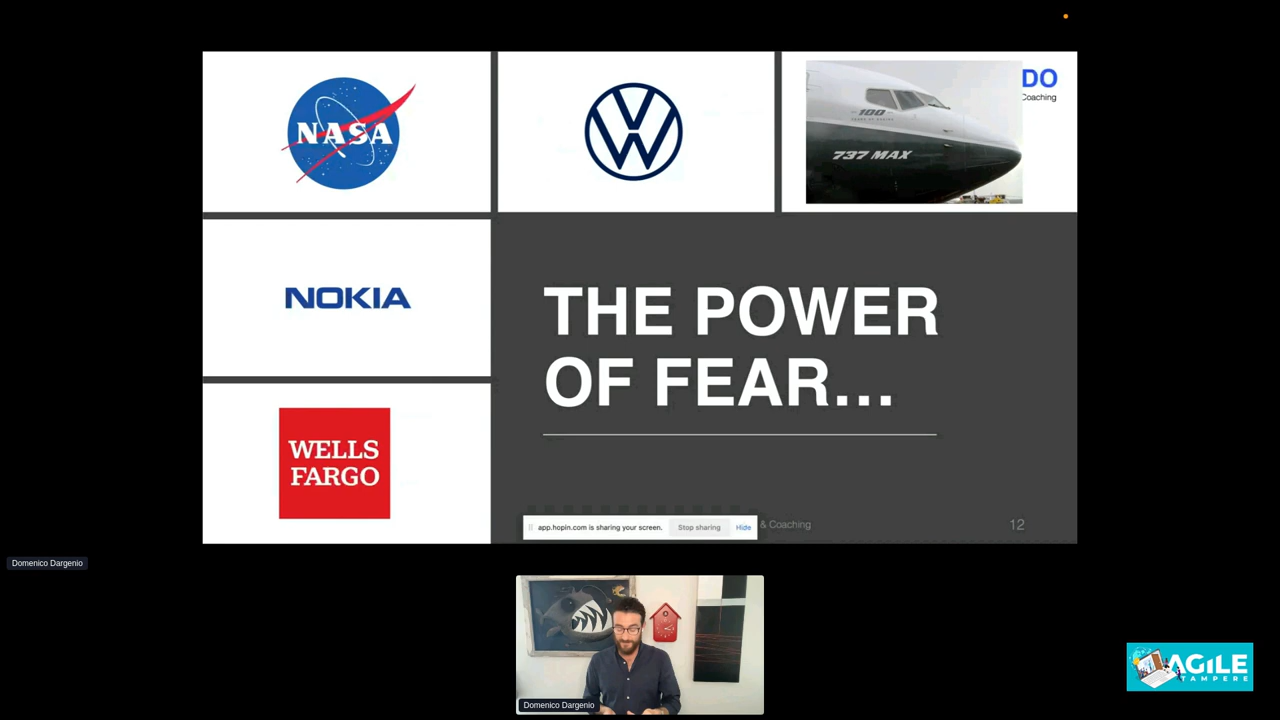 NASA
DO
Coaching
100
737 MAX
NOKIA
THE POWER
OF FEAR...
WELLS
FARGO
app.hopin.com is sharing your screen.
Stop sharing
Hide
& Coaching
12
Domenico Dargenio
Domenico Dargenio
AGILE
TAMPERE